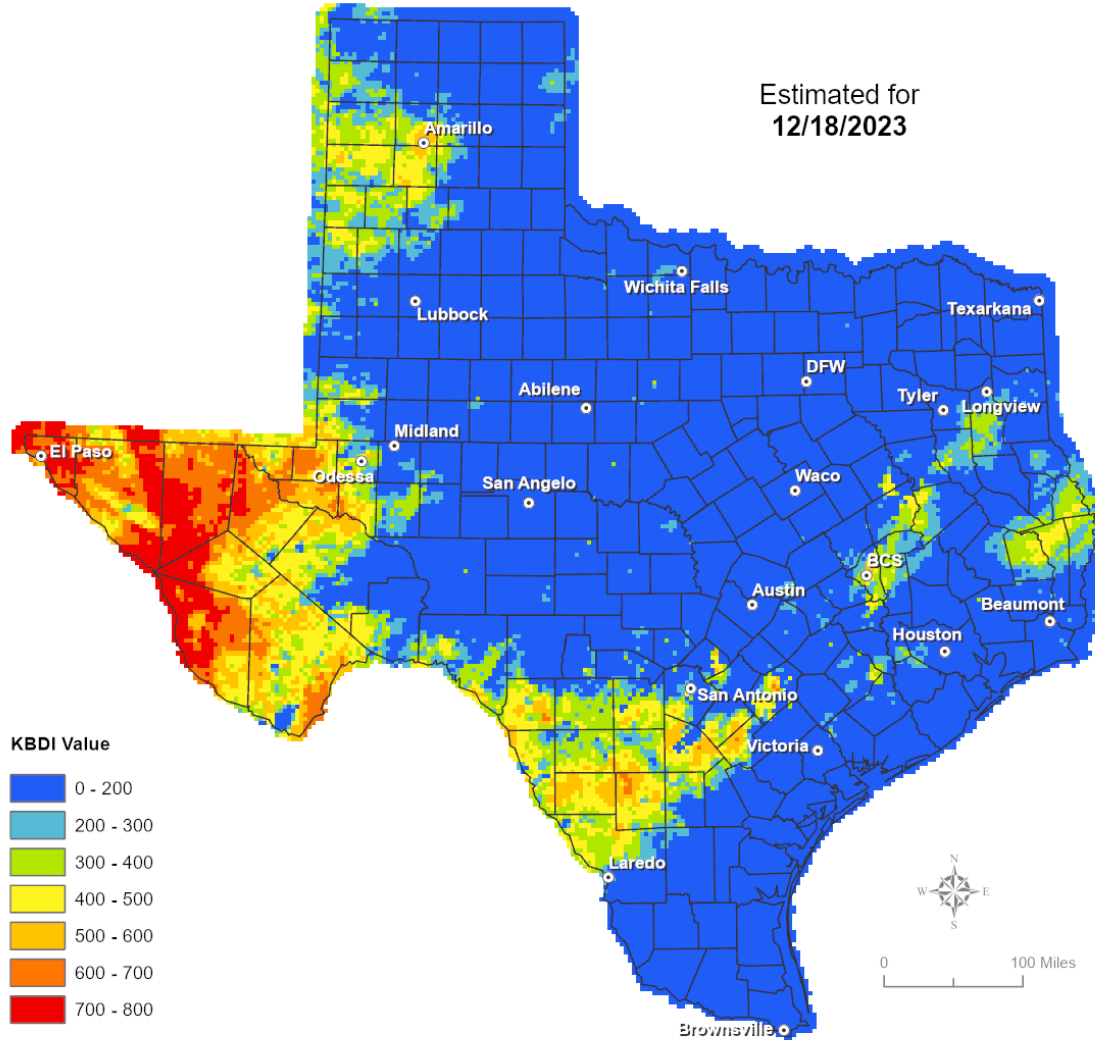 Estimated for
12/18/2023
Amarillo
Wichita Falls
Lubbock
Texarkana
DFW
Abilene
Tyler
Longview
Midland
El Paso
Odessa
San Angelo
Waco
BCS
Austin
Beaumont
Houston
San Antonio
Victoria
KBDI Value
0 - 200
200 - 300
300 - 400
400 - 500
500 - 600
600 - 700
700 - 800
Laredo
Brownsville
N
W
E
S
0
100 Miles